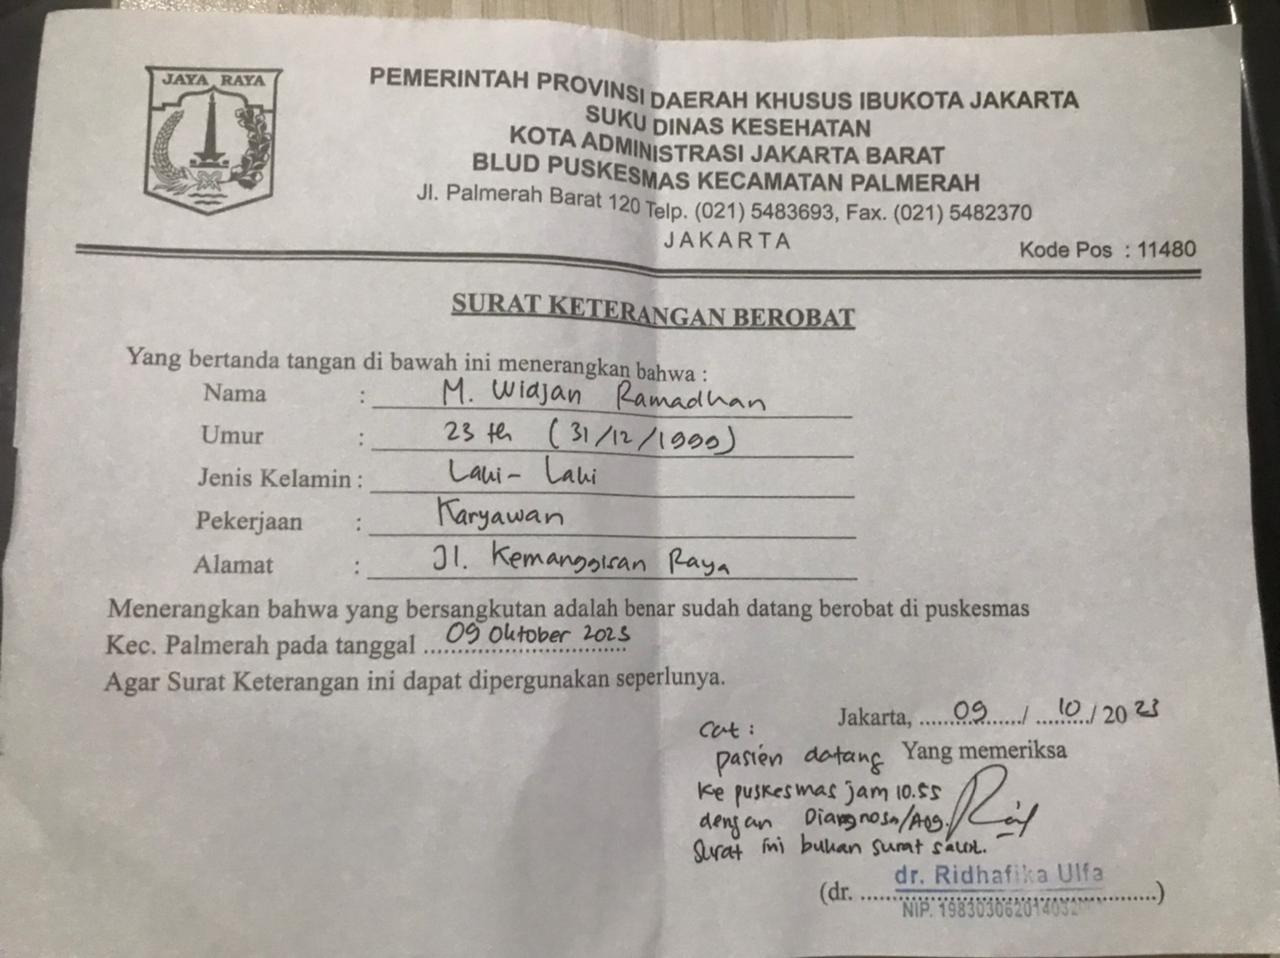 JAYA RAYA
PEMERINTAH PROVINSI DAERAH KHUSUS IBUKOTA JAKARTA
SUKU DINAS KESEHATAN
KOTA ADMINISTRASI JAKARTA BARAT
BLUD PUSKESMAS KECAMATAN PALMERAH
Jl. Palmerah Barat 120 Telp. (021) 5483693, Fax. (021) 5482370
JAKARTA
Kode Pos : 11480
SURAT KETERANGAN BEROBAT
Yang bertanda tangan di bawah ini menerangkan bahwa :
Nama : M. Widjan Ramadhan
Umur : 23 th (31/12/1999)
Jenis Kelamin : Laki - Laki
Pekerjaan : Karyawan
Alamat : Jl. Kemanggisan Raya
Menerangkan bahwa yang bersangkutan adalah benar sudah datang berobat di puskesmas
Kec. Palmerah pada tanggal 09 Oktober 2023
Agar Surat Keterangan ini dapat dipergunakan seperlunya.
Jakarta, 09 / 10 / 20 23
Cat :
pasien datang
Yang memeriksa
ke puskesmas jam 10.55
dengan Diagnosa/
Surat ini bukan surat sakit.
dr. Ridhafika Ulfa
(dr. ..............................)
NIP. 198303062014032